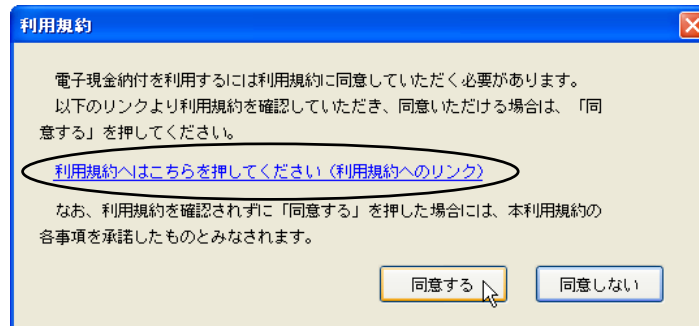 利用規約
電子現金納付を利用するには利用規約に同意していただく必要があります。
以下のリンクより利用規約を確認していただき、同意いただける場合は、「同
意する」を押してください。
利用規約へはこちらを押してください（利用規約へのリンク）
なお、利用規約を確認されずに「同意する」を押した場合には、本利用規約の
各事項を承諾したものとみなされます。
同意する 同意しない